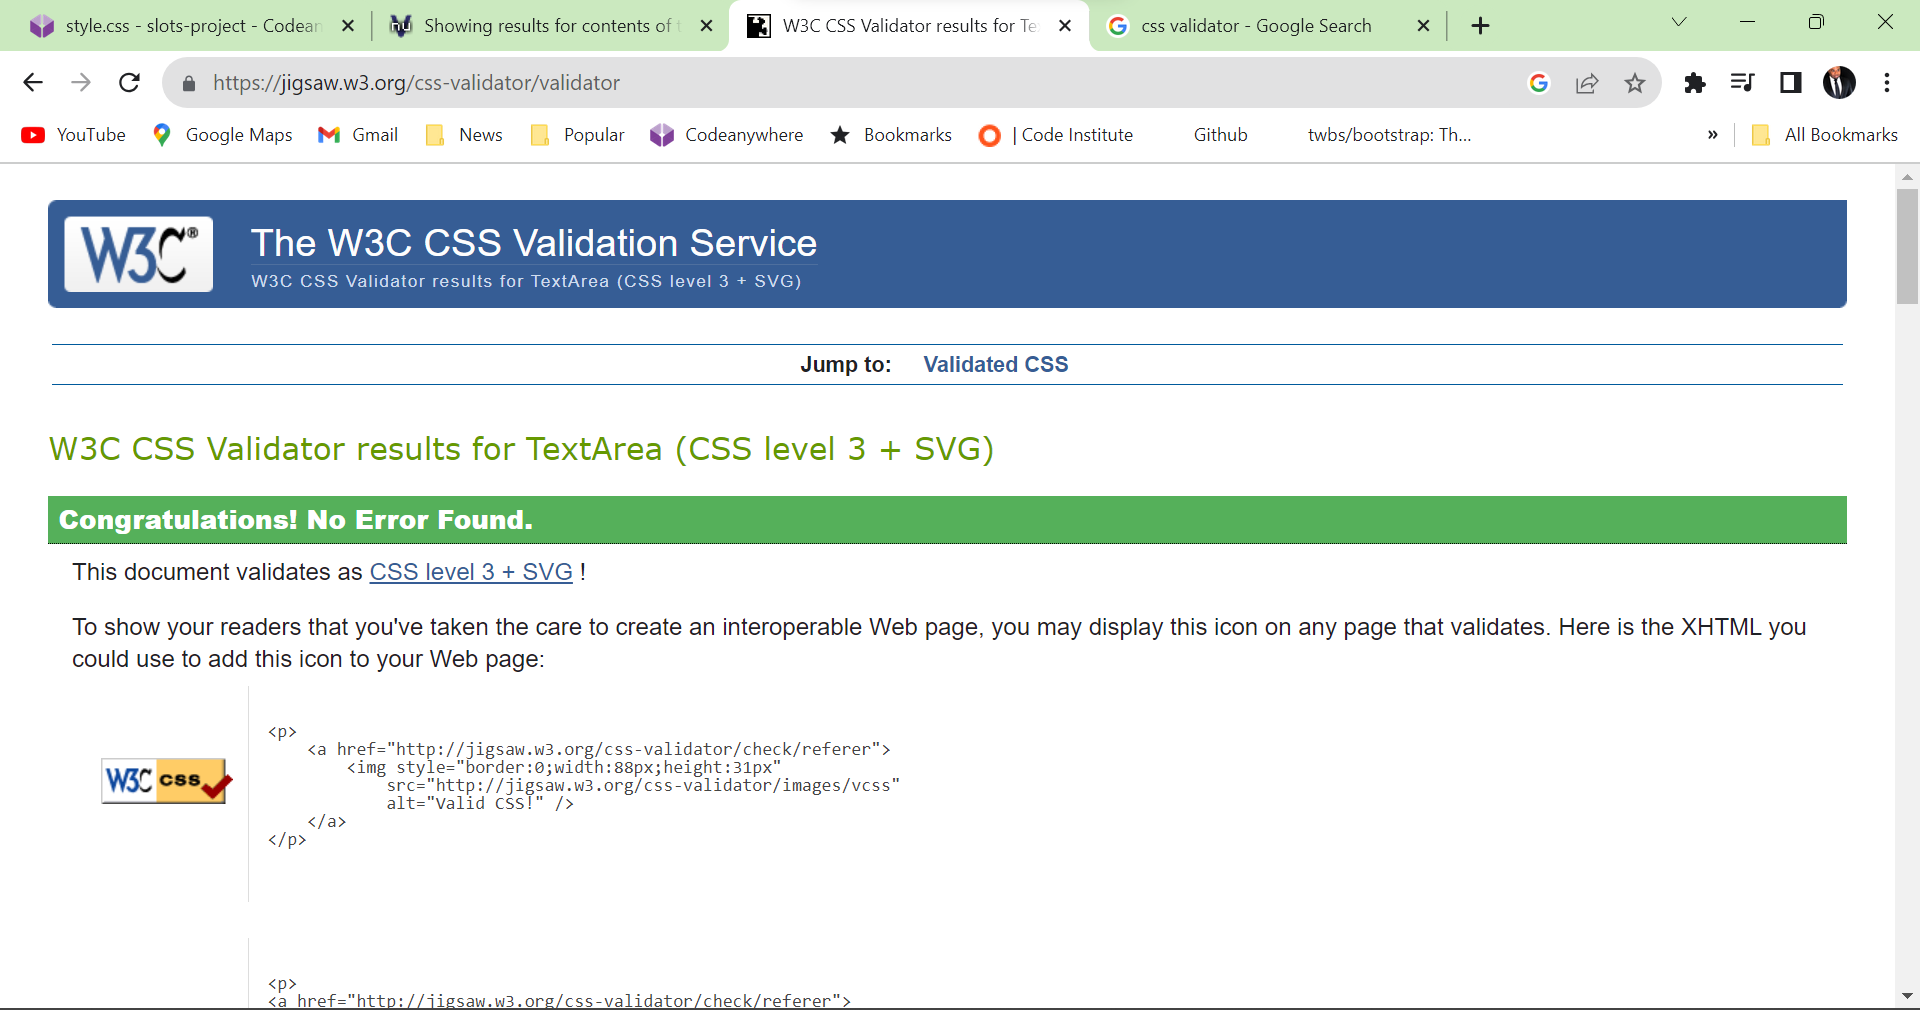 style.css - slots-project - Codean
Showing results for contents of t
W3C CSS Validator results for Te
css validator - Google Search
https://jigsaw.w3.org/css-validator/validator
YouTube Google Maps Gmail News Popular Codeanywhere Bookmarks | Code Institute Github twbs/bootstrap: Th... » All Bookmarks
W3C®
The W3C CSS Validation Service
W3C CSS Validator results for TextArea (CSS level 3 + SVG)
Jump to: Validated CSS
W3C CSS Validator results for TextArea (CSS level 3 + SVG)
Congratulations! No Error Found.
This document validates as CSS level 3 + SVG !
To show your readers that you've taken the care to create an interoperable Web page, you may display this icon on any page that validates. Here is the XHTML you
could use to add this icon to your Web page:
W3C css
<p>
<a href="http://jigsaw.w3.org/css-validator/check/referer">
<img style="border:0;width:88px;height:31px"
src="http://jigsaw.w3.org/css-validator/images/vcss"
alt="Valid CSS!" />
</a>
</p>
<p>
<a href="http://jigsaw.w3.org/css-validator/check/referer">